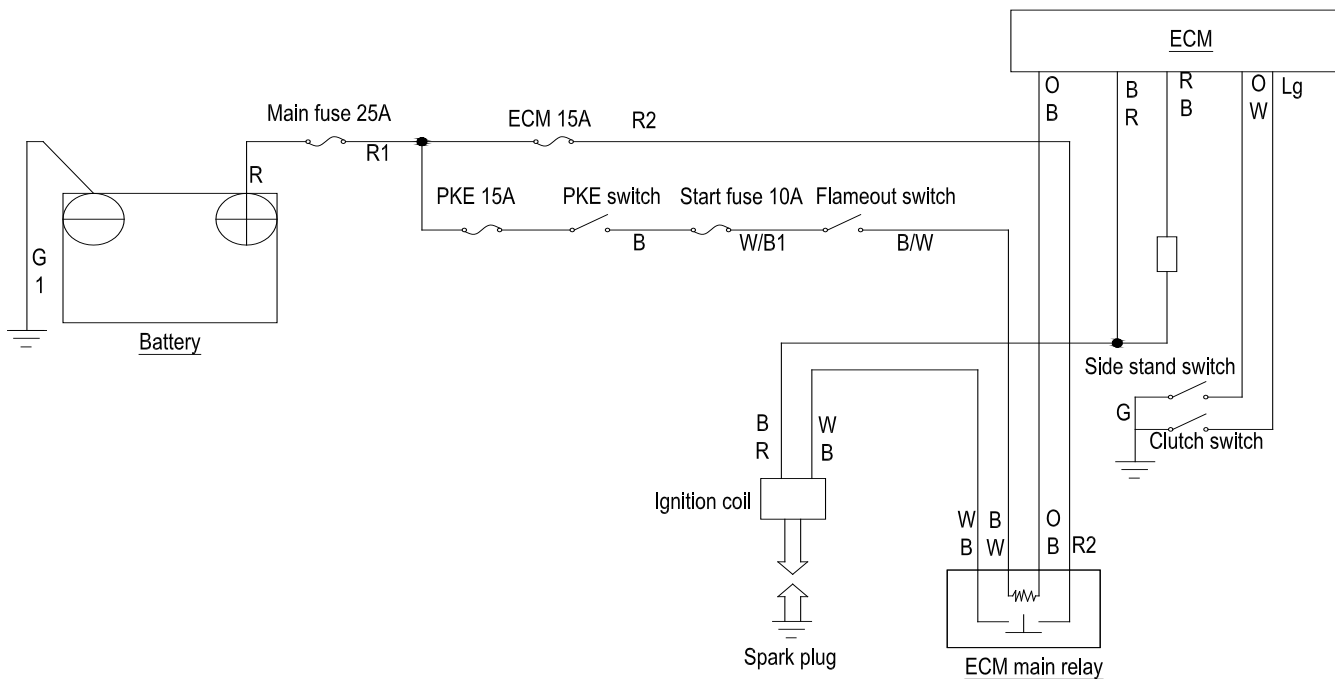 ECM
O
B
B
R
R
B
O
W
Lg
Main fuse 25A
R1
ECM 15A
R2
R
PKE 15A
PKE switch
Start fuse 10A
Flameout switch
B
W/B1
B/W
G
1
Battery
Side stand switch
G
Clutch switch
B
R
W
B
Ignition coil
W
B
B
W
O
B
R2
Spark plug
ECM main relay